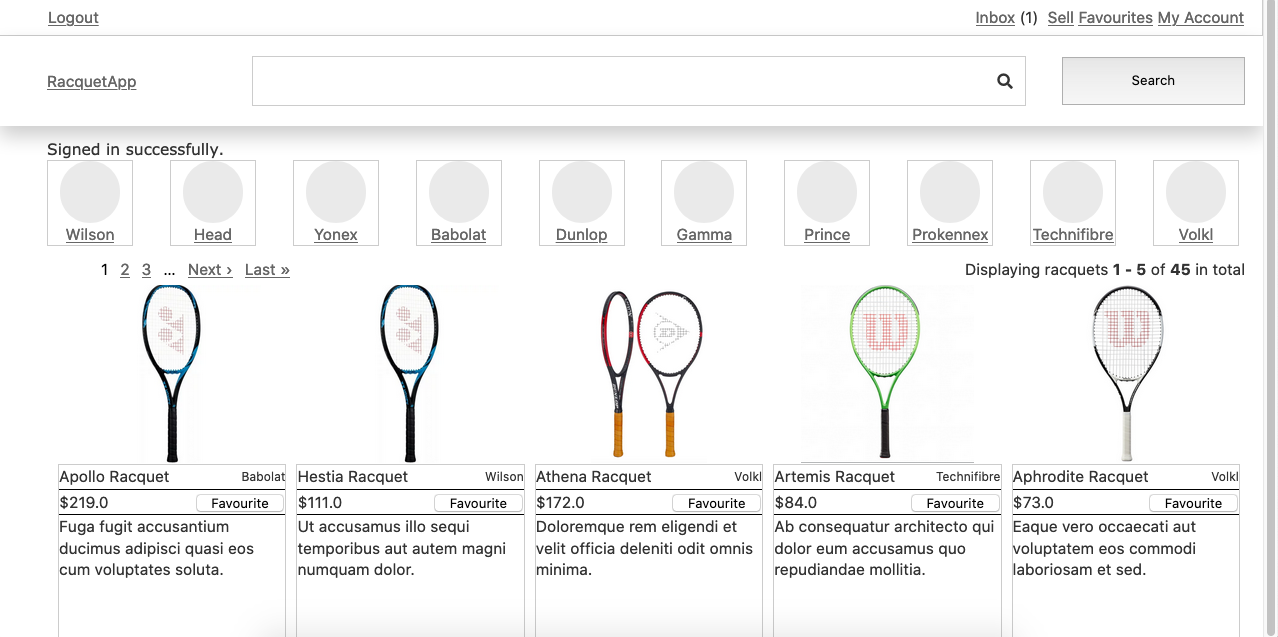 Logout Inbox (1) Sell Favourites My Account
RacquetApp Search
Signed in successfully.
Wilson Head Yonex Babolat Dunlop Gamma Prince Prokennex Technifibre Volkl
1 2 3 … Next › Last » Displaying racquets 1 - 5 of 45 in total
Apollo Racquet Babolat Hestia Racquet Wilson Athena Racquet Volkl Artemis Racquet Technifibre Aphrodite Racquet Volkl
$219.0 Favourite $111.0 Favourite $172.0 Favourite $84.0 Favourite $73.0 Favourite
Fuga fugit accusantium
ducimus adipisci quasi eos
cum voluptates soluta.
Ut accusamus illo sequi
temporibus aut autem magni
numquam dolor.
Doloremque rem eligendi et
velit officia deleniti odit omnis
minima.
Ab consequatur architecto qui
dolor eum accusamus quo
repudiandae mollitia.
Eaque vero occaecati aut
voluptatem eos commodi
laboriosam et sed.